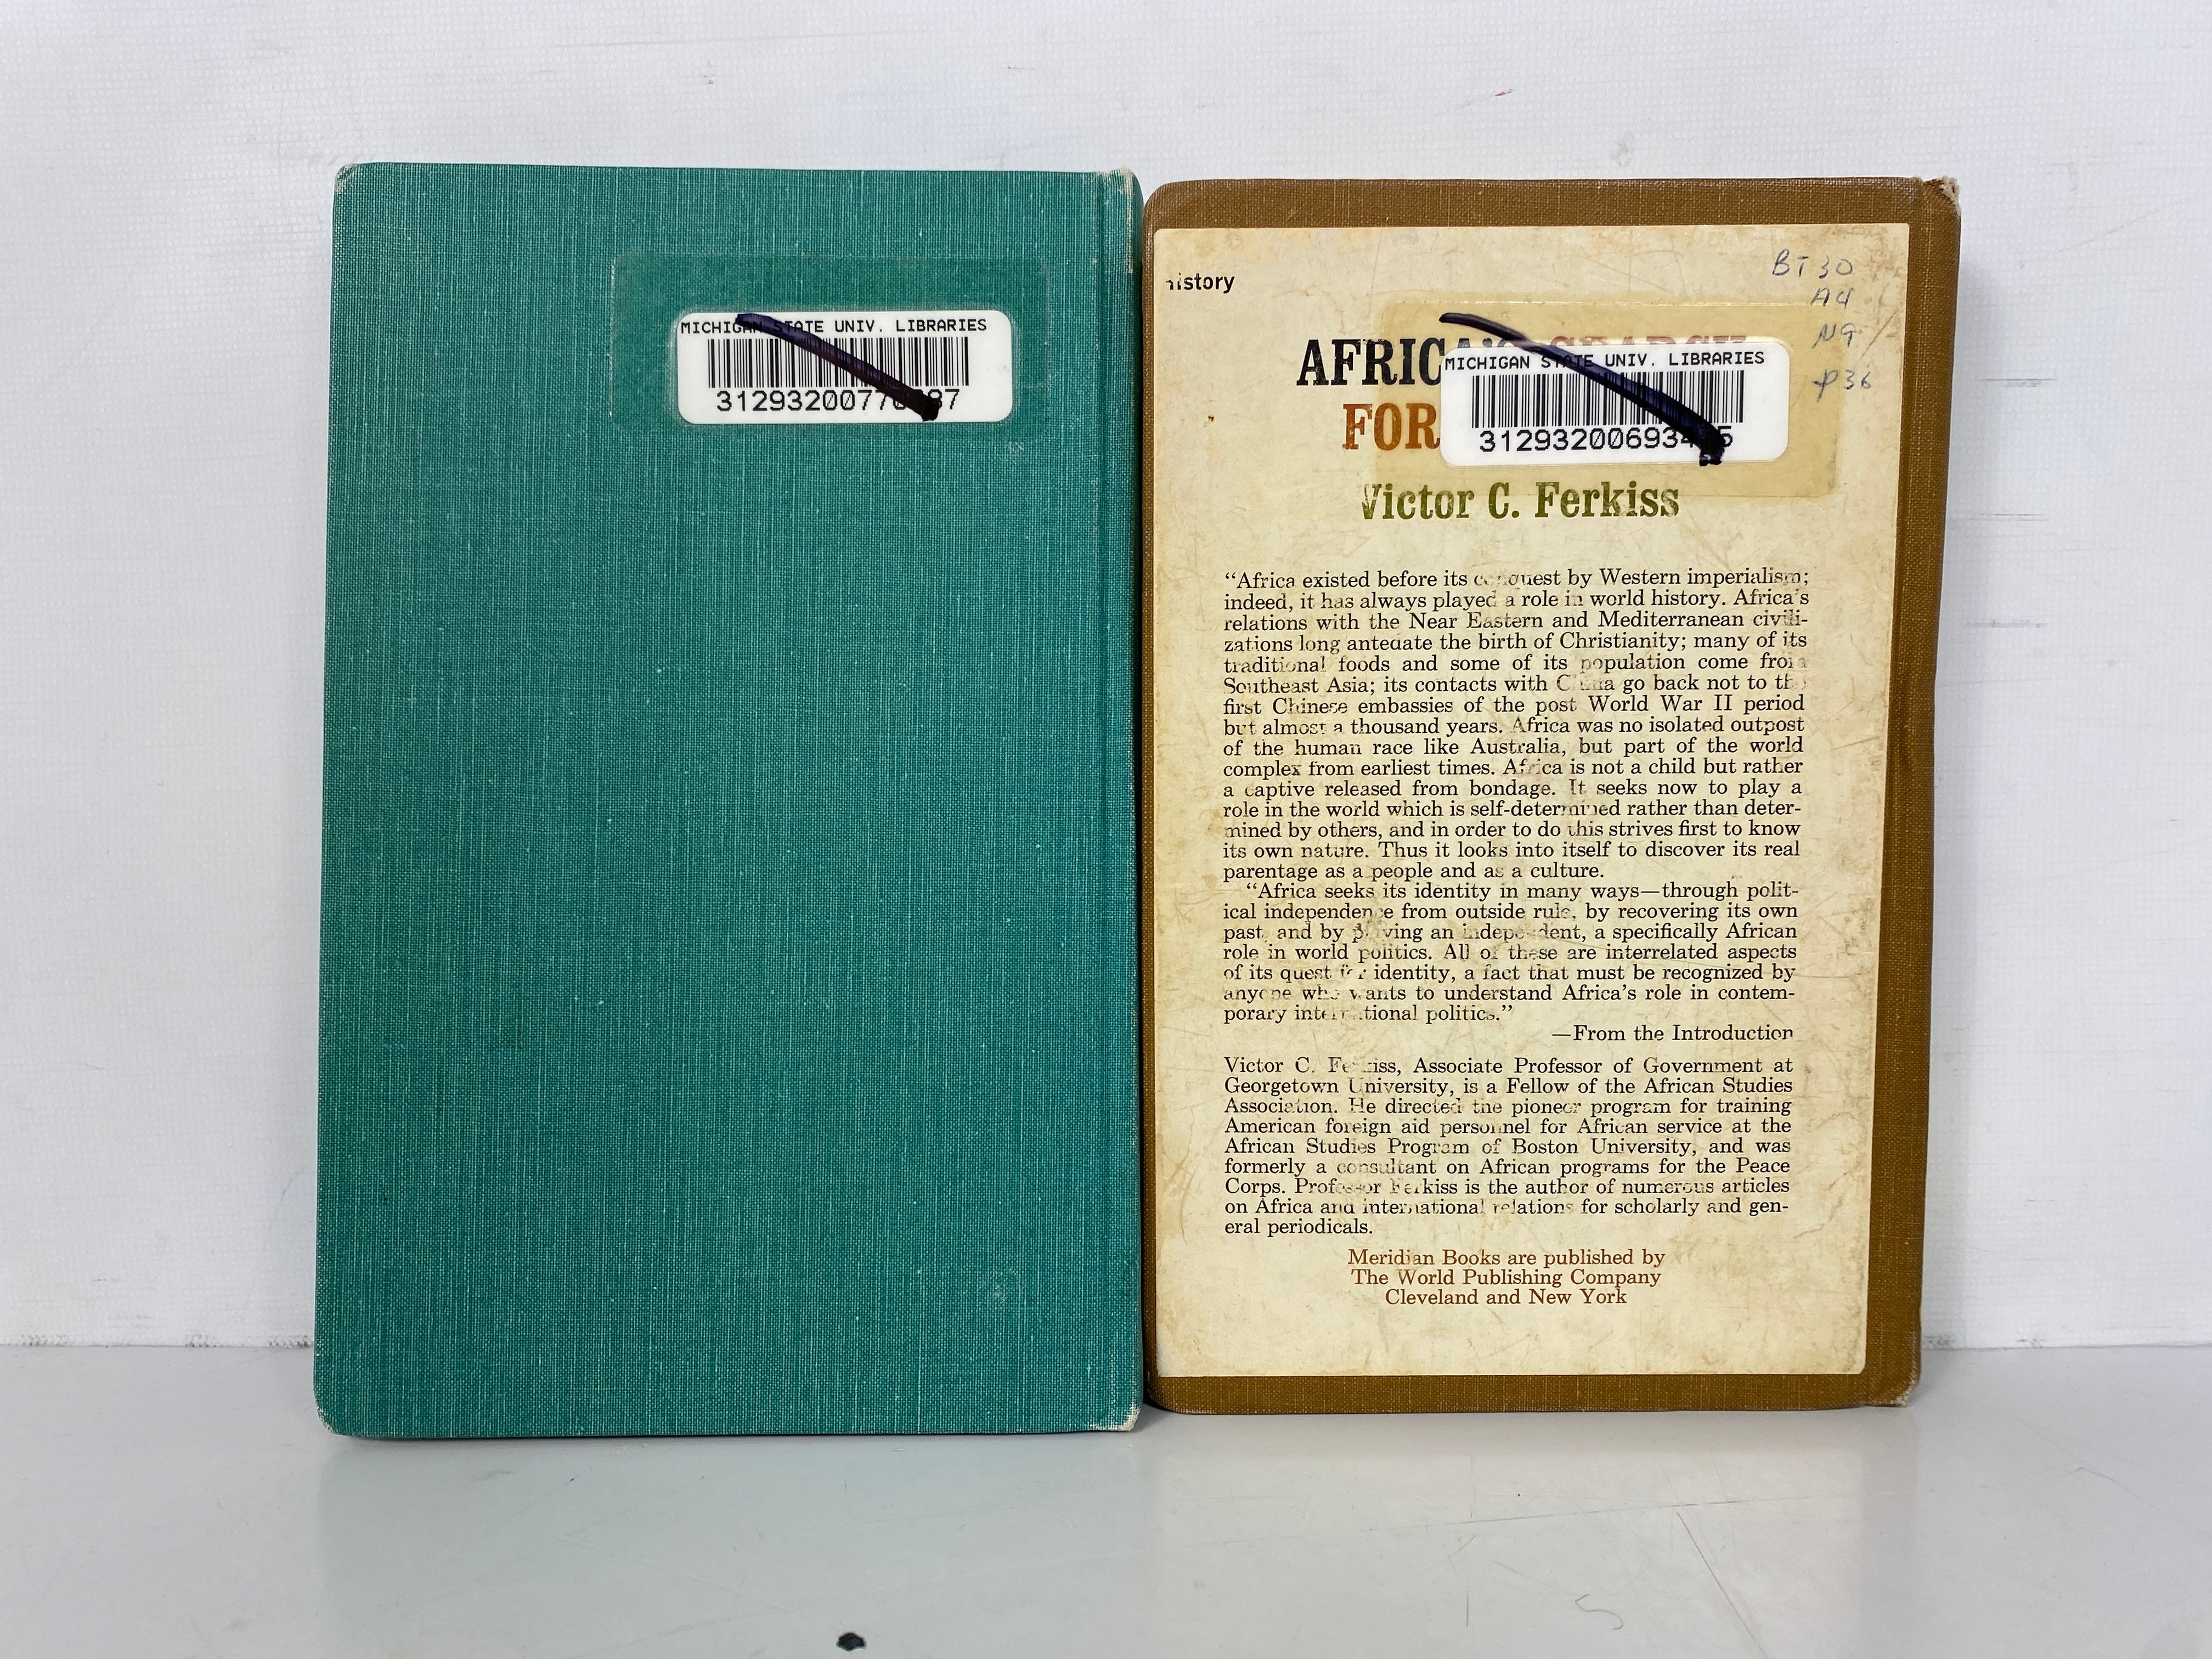 MICHIGAN STATE UNIV. LIBRARIES
history
BT30
A4
N9
P36
AFRICA'S SEARCH
MICHIGAN STATE UNIV. LIBRARIES
FOR
Victor C. Ferkiss
"Africa existed before its conquest by Western imperialism;
indeed, it has always played a role in world history. Africa's
relations with the Near Eastern and Mediterranean civili-
zations long antedate the birth of Christianity; many of its
traditional foods and some of its population come from
Southeast Asia; its contacts with China go back not to the
first Chinese embassies of the post World War II period
but almost a thousand years. Africa was no isolated outpost
of the human race like Australia, but part of the world
complex from earliest times. Africa is not a child but rather
a captive released from bondage. It seeks now to play a
role in the world which is self-determined rather than deter-
mined by others, and in order to do this strives first to know
its own nature. Thus it looks into itself to discover its real
parentage as a people and as a culture.
"Africa seeks its identity in many ways—through polit-
ical independence from outside rule, by recovering its own
past, and by playing an independent, a specifically African
role in world politics. All of these are interrelated aspects
of its quest for identity, a fact that must be recognized by
anyone who wants to understand Africa's role in contem-
porary international politics."
—From the Introduction
Victor C. Ferkiss, Associate Professor of Government at
Georgetown University, is a Fellow of the African Studies
Association. He directed the pioneer program for training
American foreign aid personnel for African service at the
African Studies Program of Boston University, and was
formerly a consultant on African programs for the Peace
Corps. Professor Ferkiss is the author of numerous articles
on Africa and international relations for scholarly and gen-
eral periodicals.
Meridian Books are published by
The World Publishing Company
Cleveland and New York